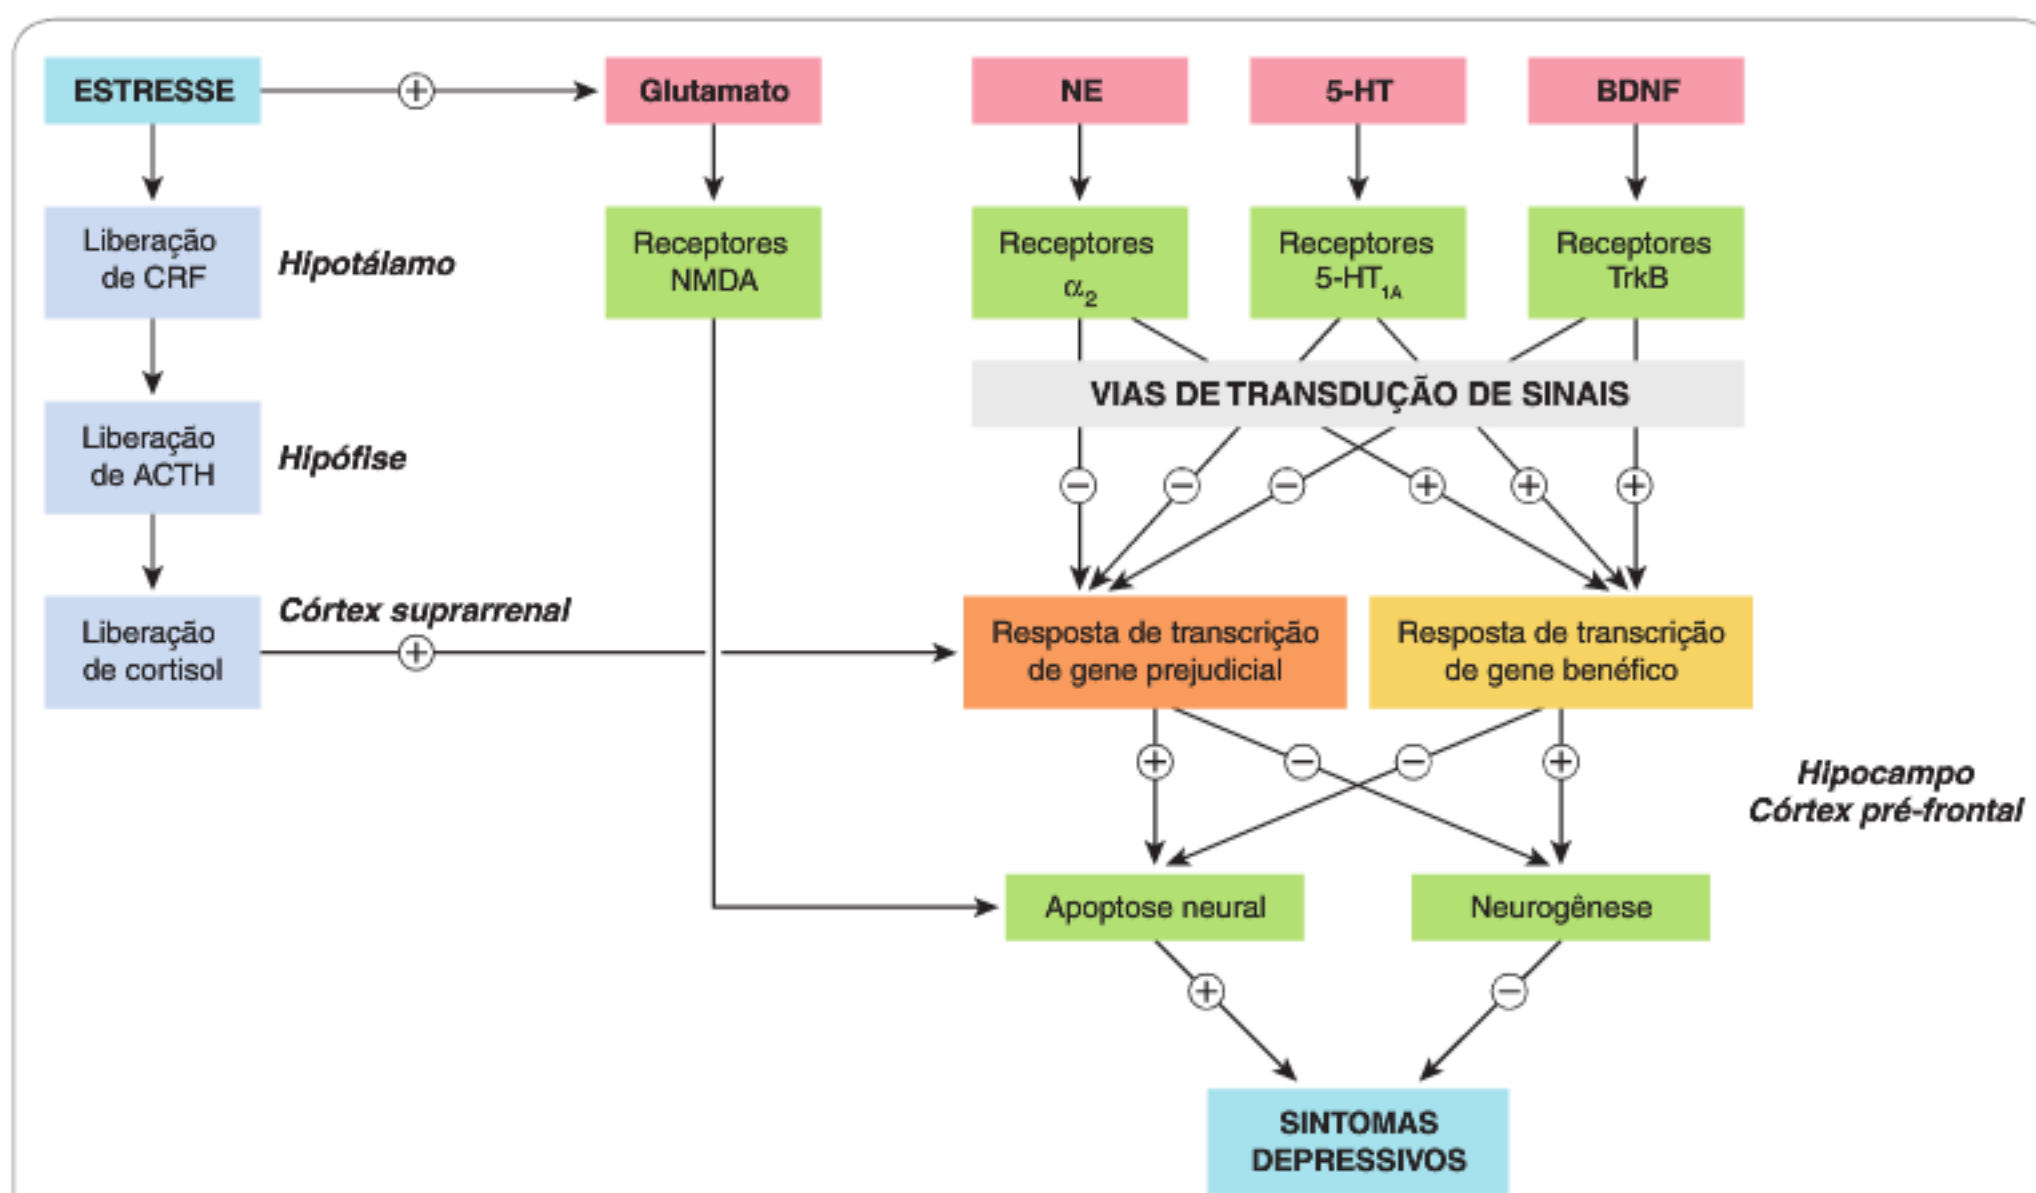 ESTRESSE
Glutamato
NE
5-HT
BDNF
Liberação
de CRF
Hipotálamo
Receptores
NMDA
Receptores
α₂
Receptores
5-HT₁A
Receptores
TrkB
VIAS DE TRANSDUÇÃO DE SINAIS
Liberação
de ACTH
Hipófise
Liberação
de cortisol
Córtex suprarrenal
Resposta de transcrição
de gene prejudicial
Resposta de transcrição
de gene benéfico
Hipocampo
Córtex pré-frontal
Apoptose neural
Neurogênese
SINTOMAS
DEPRESSIVOS